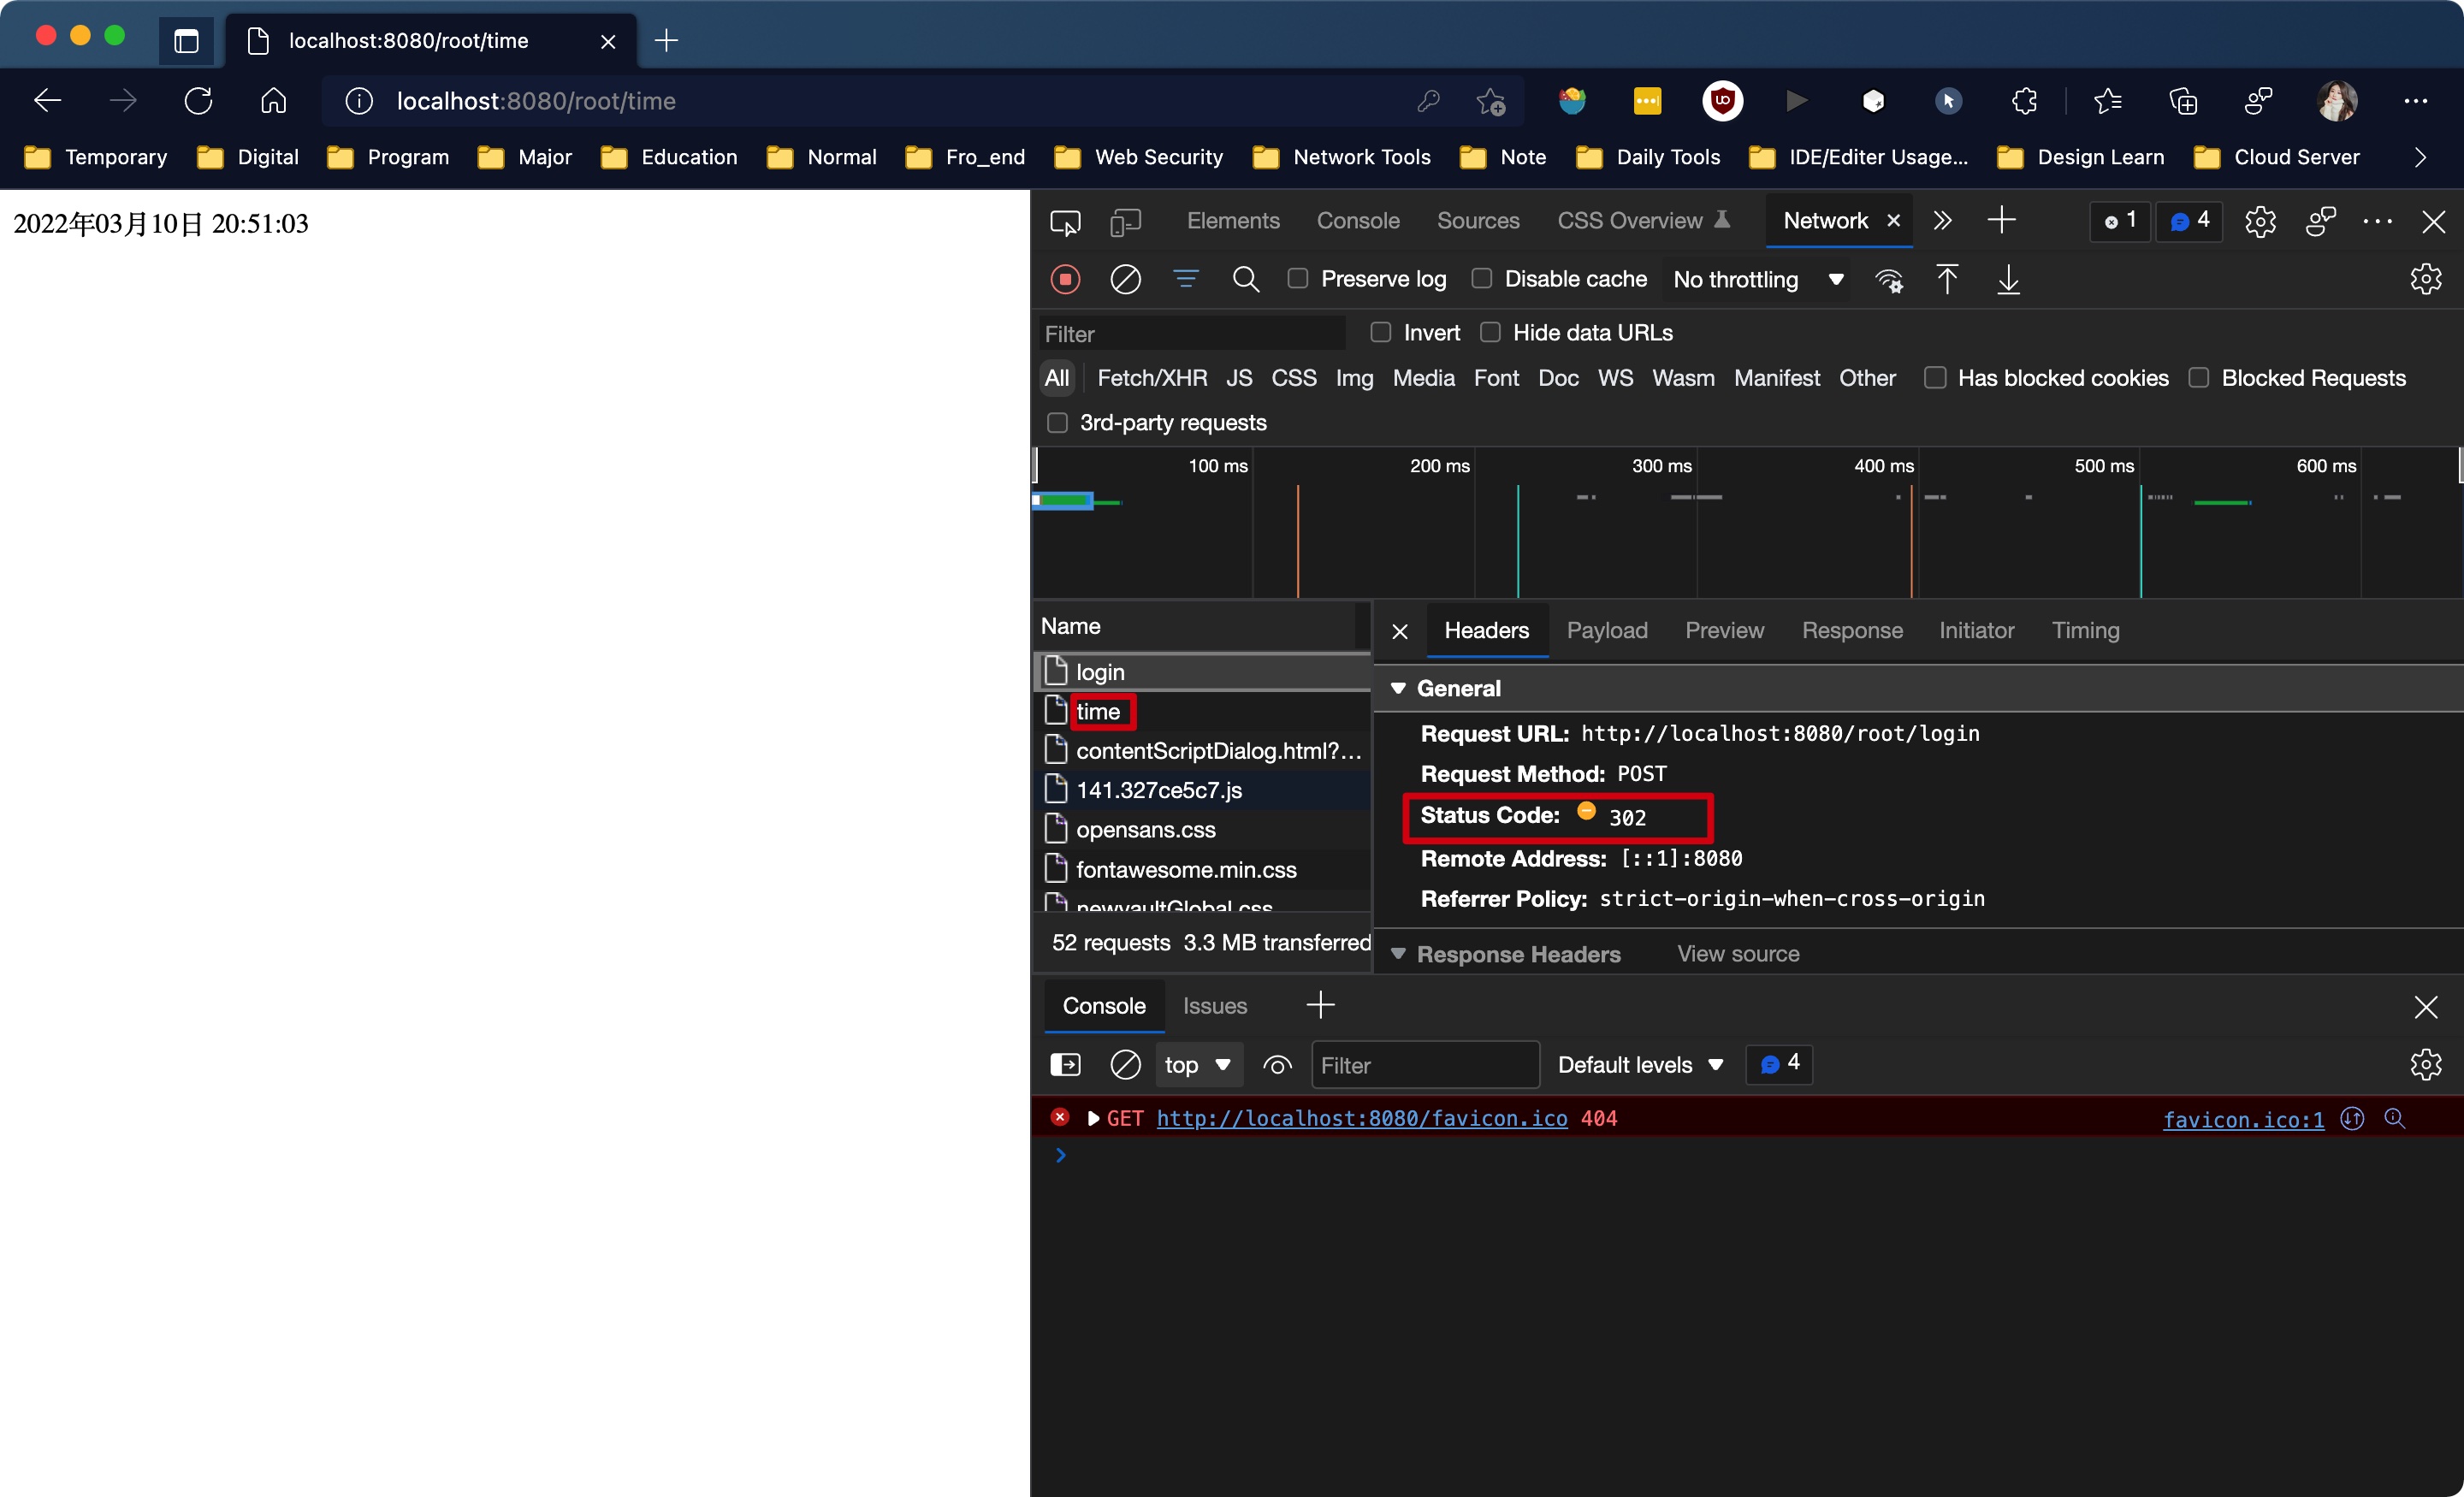 localhost:8080/root/time
localhost:8080/root/time
Temporary Digital Program Major Education Normal Fro_end Web Security Network Tools Note Daily Tools IDE/Editer Usage... Design Learn Cloud Server
2022年03月10日 20:51:03
Elements Console Sources CSS Overview Network 1 4
Preserve log Disable cache No throttling
Filter Invert Hide data URLs
All Fetch/XHR JS CSS Img Media Font Doc WS Wasm Manifest Other Has blocked cookies Blocked Requests
3rd-party requests
100 ms 200 ms 300 ms 400 ms 500 ms 600 ms
Name
login
time
contentScriptDialog.html?...
141.327ce5c7.js
opensans.css
fontawesome.min.css
newvaultGlobal.css
52 requests 3.3 MB transferred
Headers Payload Preview Response Initiator Timing
General
Request URL: http://localhost:8080/root/login
Request Method: POST
Status Code: 302
Remote Address: [::1]:8080
Referrer Policy: strict-origin-when-cross-origin
Response Headers View source
Console Issues
top Filter Default levels 4
GET http://localhost:8080/favicon.ico 404 favicon.ico:1